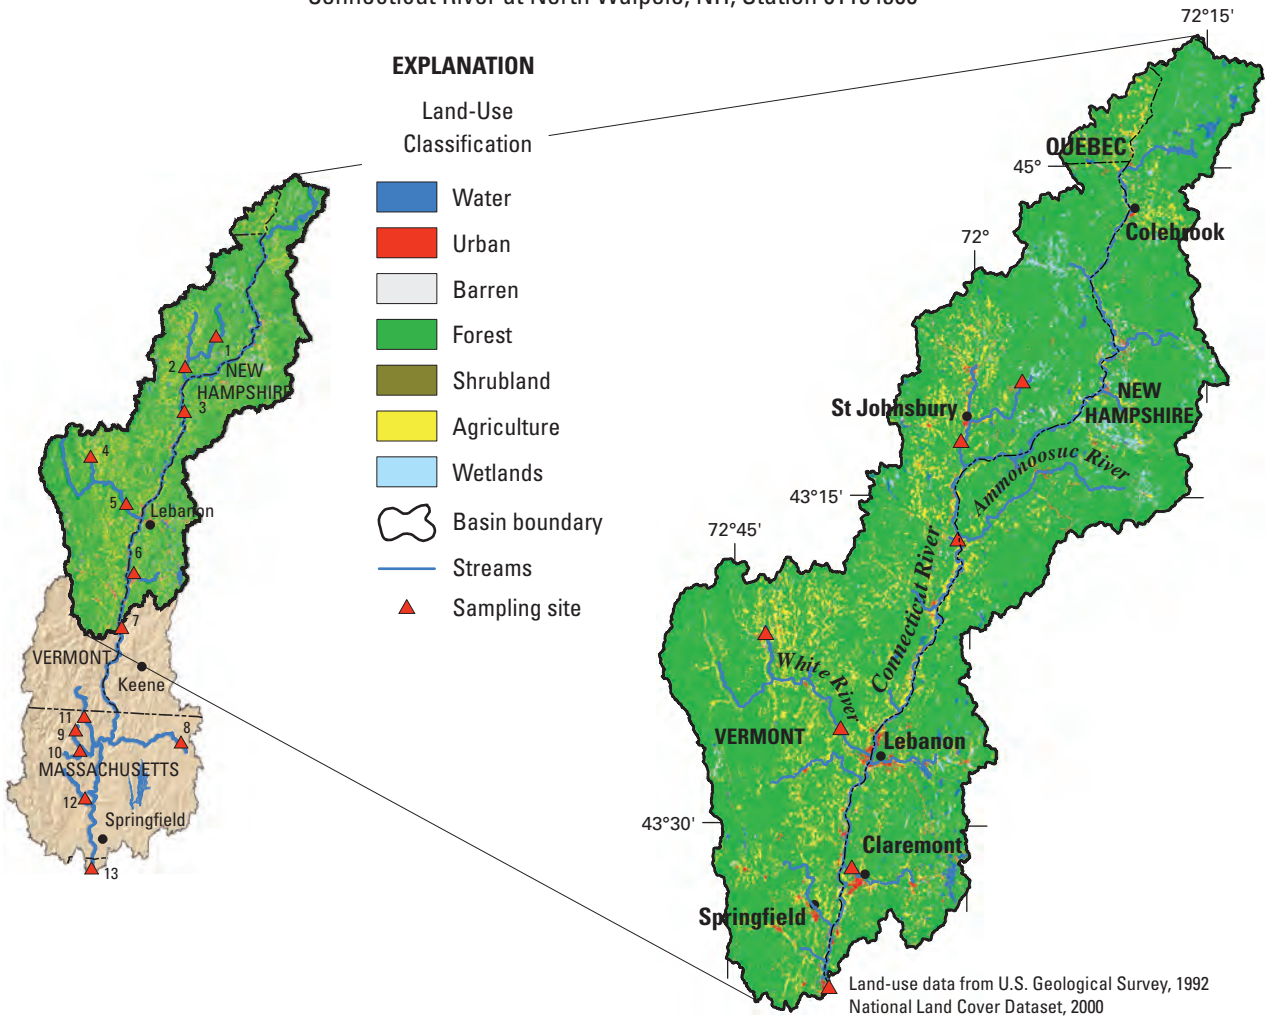 EXPLANATION
Land-Use
Classification
Water
Urban
Barren
Forest
Shrubland
Agriculture
Wetlands
Basin boundary
Streams
Sampling site
1
2
NEW
HAMPSHIRE
3
4
5
Lebanon
6
7
VERMONT
Keene
11
9
8
10
MASSACHUSETTS
12
Springfield
13
72°15'
QUEBEC
45°
Colebrook
72°
St Johnsbury
NEW
HAMPSHIRE
Ammonoosuc River
43°15'
72°45'
Connecticut River
White River
VERMONT
Lebanon
43°30'
Claremont
Springfield
Land-use data from U.S. Geological Survey, 1992
National Land Cover Dataset, 2000